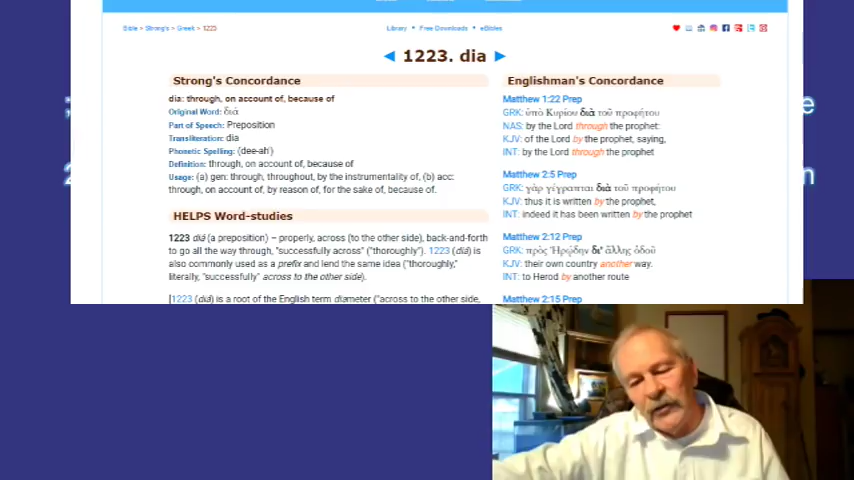 Bible > Strong's > Greek > 1223
Library • Free Downloads • eBibles
◄ 1223. dia ►
Strong's Concordance
dia: through, on account of, because of
Original Word: διά
Part of Speech: Preposition
Transliteration: dia
Phonetic Spelling: (dee-ah')
Definition: through, on account of, because of
Usage: (a) gen: through, throughout, by the instrumentality of, (b) acc:
through, on account of, by reason of, for the sake of, because of.
HELPS Word-studies
1223 diá (a preposition) – properly, across (to the other side), back-and-forth
to go all the way through, "successfully across" ("thoroughly"). 1223 (diá) is
also commonly used as a prefix and lend the same idea ("thoroughly,"
literally, "successfully" across to the other side).
[1223 (diá) is a root of the English term diameter ("across to the other side,
Englishman's Concordance
Matthew 1:22 Prep
GRK: ὑπὸ Κυρίου διὰ τοῦ προφήτου
NAS: by the Lord through the prophet:
KJV: of the Lord by the prophet, saying,
INT: by the Lord through the prophet
Matthew 2:5 Prep
GRK: γὰρ γέγραπται διὰ τοῦ προφήτου
KJV: thus it is written by the prophet,
INT: indeed it has been written by the prophet
Matthew 2:12 Prep
GRK: πρὸς Ἡρῴδην δι' ἄλλης ὁδοῦ
KJV: their own country another way.
INT: to Herod by another route
Matthew 2:15 Prep
e
n